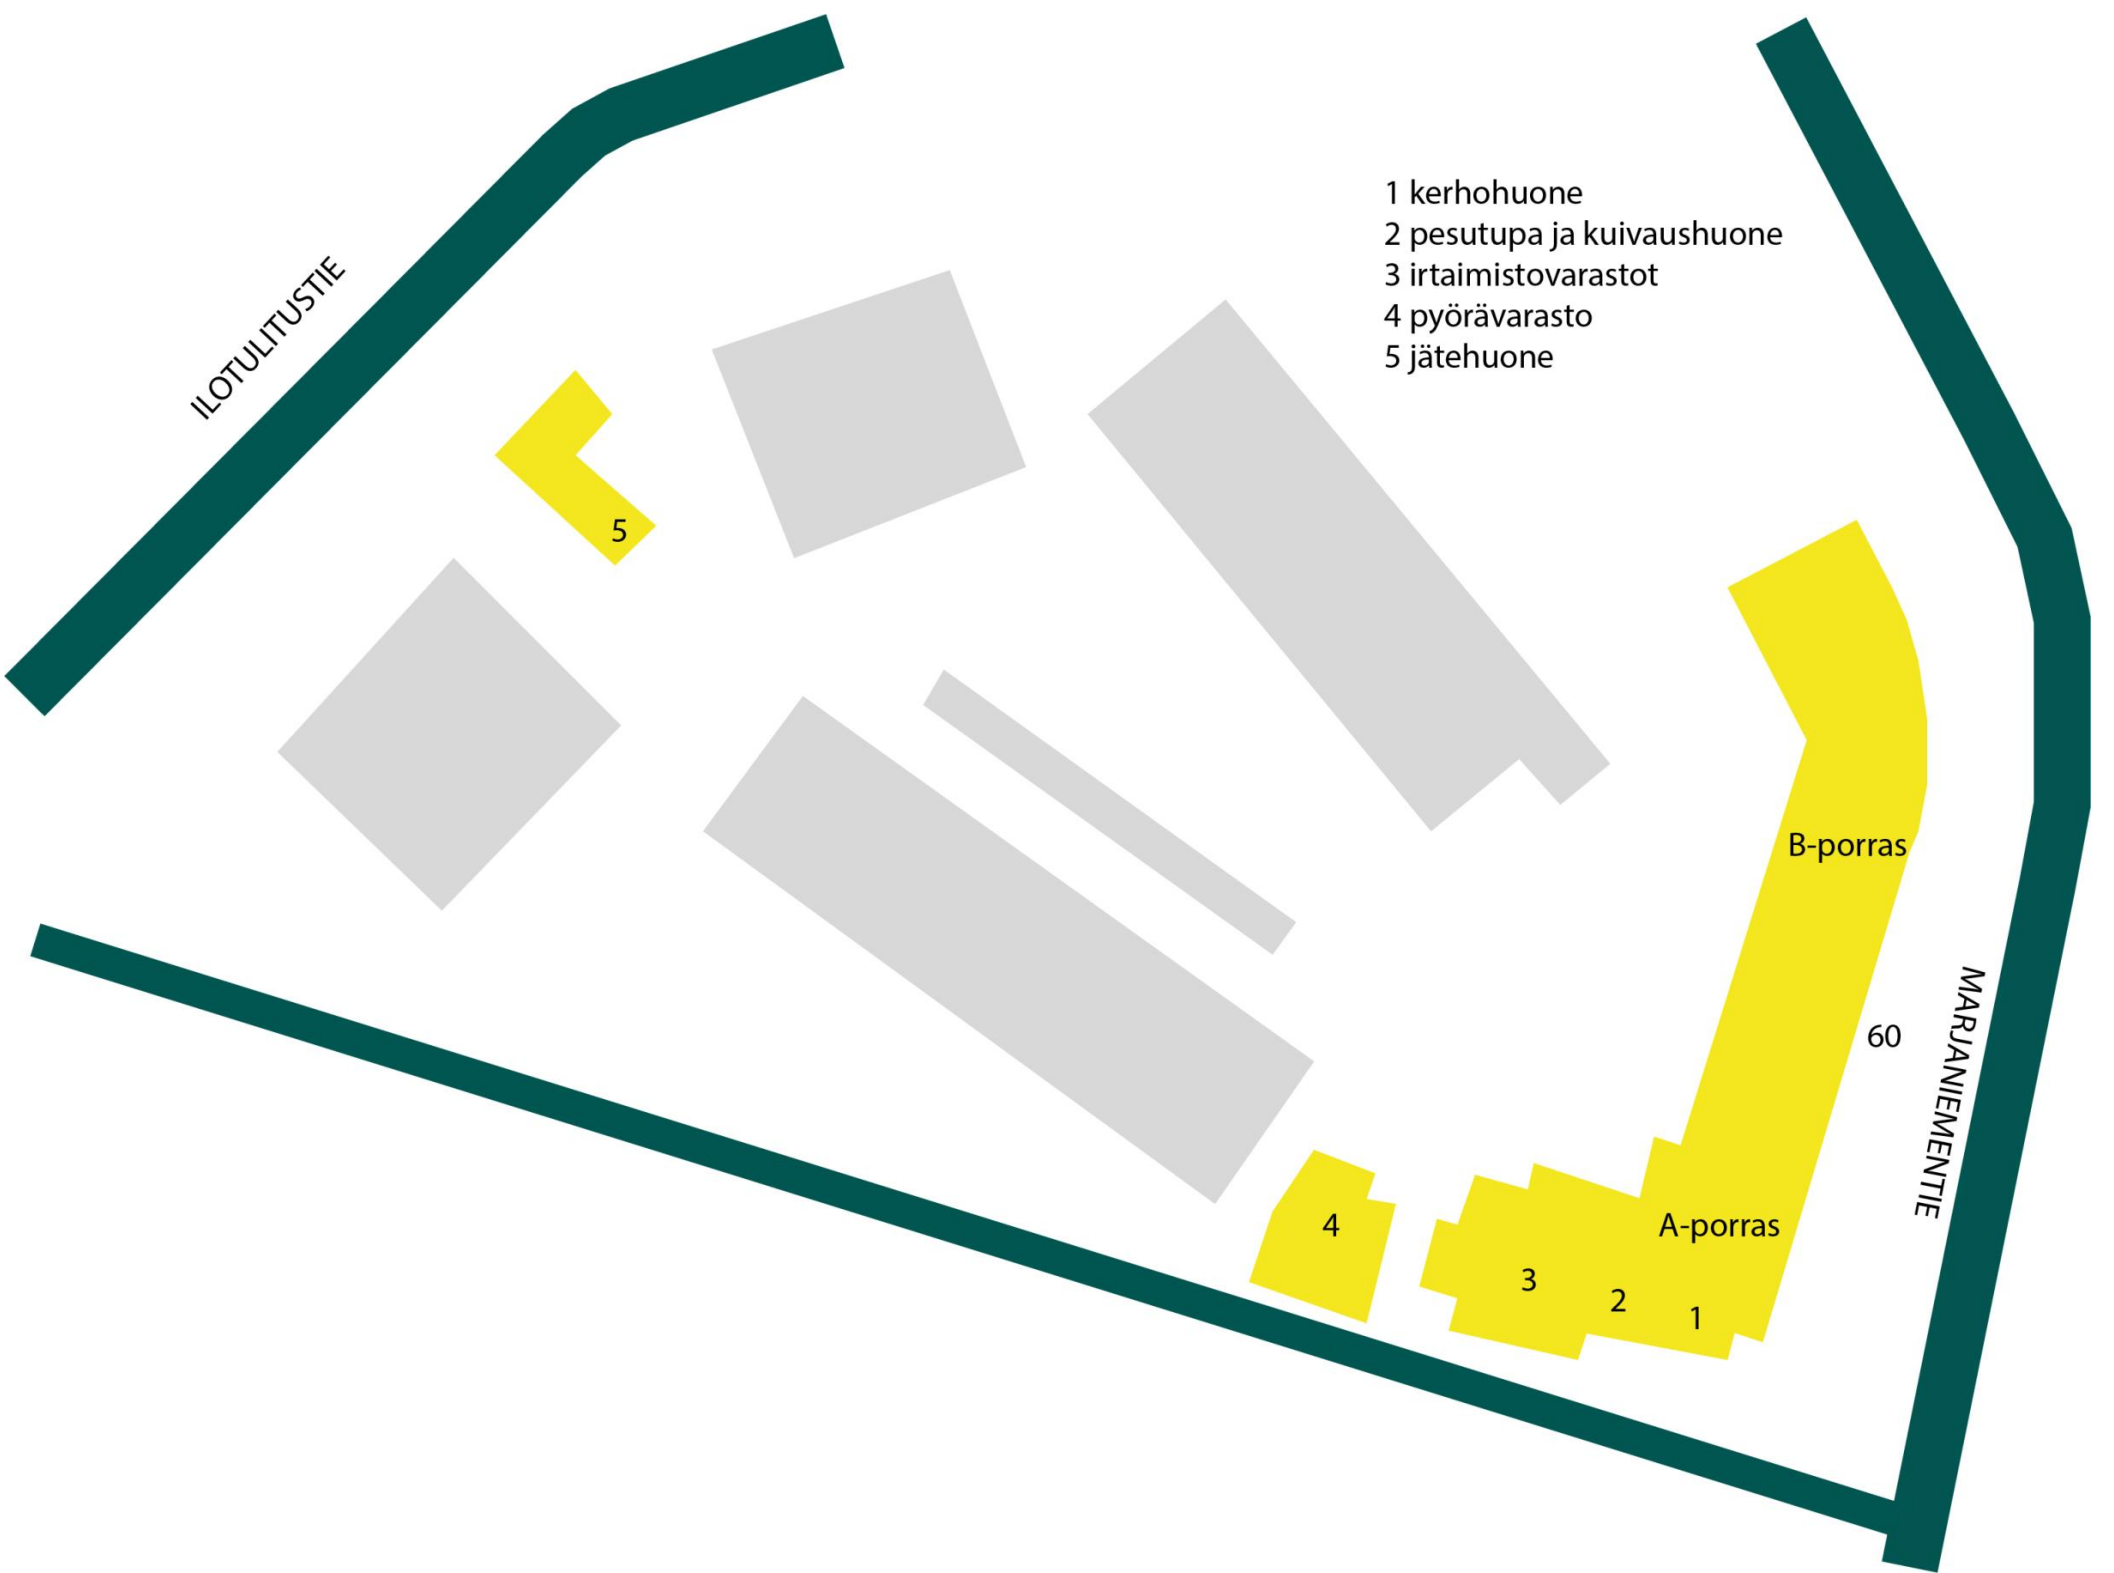 1 kerhohuone
2 pesutupa ja kuivaushuone
3 irtaimistovarastot
4 pyörävarasto
5 jätehuone
ILOTULITUSTIE
5
B-porras
60
MARJANIEMENTIE
A-porras
4
3
2
1